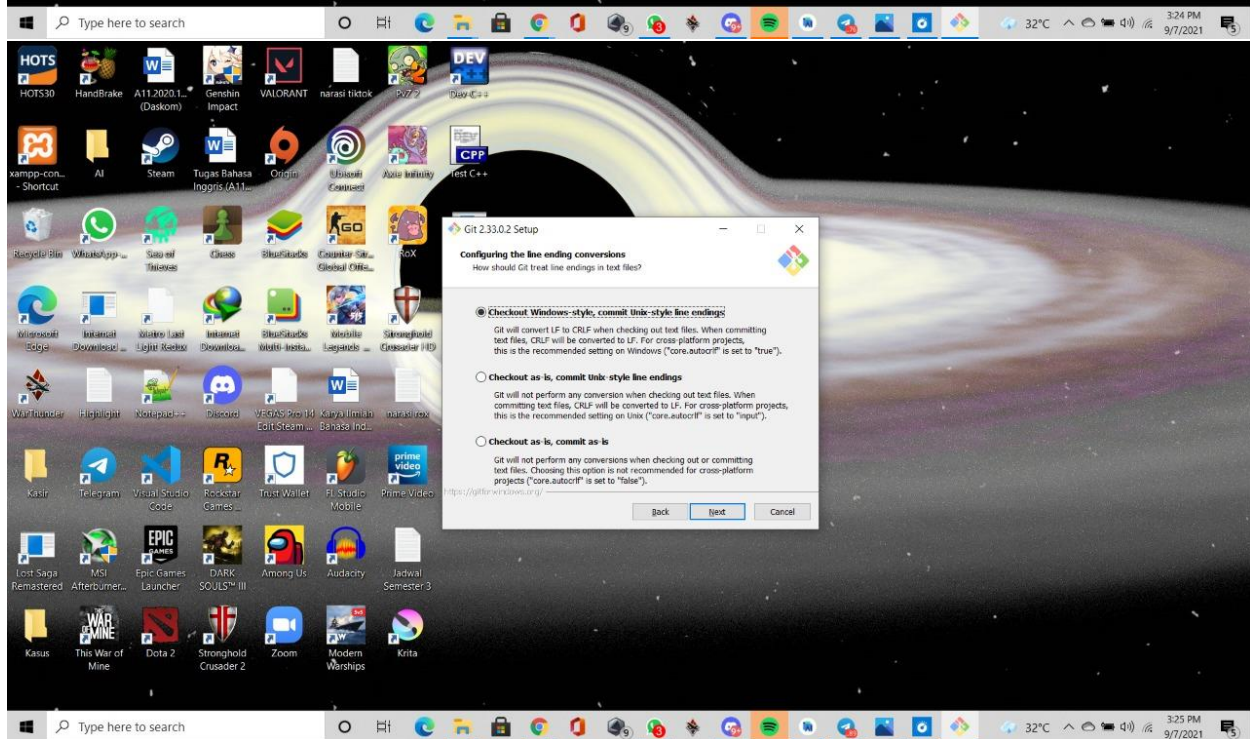 Type here to search
32°C
3:24 PM
9/7/2021
HOTS
HOTS30
HandBrake
A11.2020.1...
(Daskom)
Genshin
Impact
VALORANT
narasi tiktok
PvZ 2
DEV
C++
Dev-C++
xampp-con...
- Shortcut
AI
Steam
Tugas Bahasa
Inggris (A11...
Origin
Ubisoft
Connect
Axie Infinity
CPP
Test C++
Recycle Bin
WhatsApp ...
Sea of
Thieves
Chess
BlueStacks
GO
Counter-Str...
Global Offe...
RoX
Microsoft
Edge
Internet
Download ...
Metro Last
Light Redux
Internet
Downloa...
BlueStacks
Multi-Insta...
Mobile
Legends ...
Stronghold
Crusader HD
WarThunder
Highlight
Notepad++
Discord
VEGAS Pro 14
Edit Steam ...
Karya Ilmiah
Bahasa Ind...
narasi rox
Kasir
Telegram
Visual Studio
Code
Rockstar
Games ...
Trust Wallet
FL Studio
Mobile
prime
video
Prime Video
Lost Saga
Remastered
MSI
Afterburner...
EPIC
GAMES
Epic Games
Launcher
DARK
SOULS™ III
Among Us
Audacity
Jadwal
Semester 3
Kasus
WAR
OF MINE
This War of
Mine
Dota 2
Stronghold
Crusader 2
Zoom
Modern
Warships
Krita
Git 2.33.0.2 Setup
Configuring the line ending conversions
How should Git treat line endings in text files?
Checkout Windows-style, commit Unix-style line endings
Git will convert LF to CRLF when checking out text files. When committing
text files, CRLF will be converted to LF. For cross-platform projects,
this is the recommended setting on Windows ("core.autocrlf" is set to "true").
Checkout as-is, commit Unix-style line endings
Git will not perform any conversion when checking out text files. When
committing text files, CRLF will be converted to LF. For cross-platform projects,
this is the recommended setting on Unix ("core.autocrlf" is set to "input").
Checkout as-is, commit as-is
Git will not perform any conversions when checking out or committing
text files. Choosing this option is not recommended for cross-platform
projects ("core.autocrlf" is set to "false").
https://gitforwindows.org/
Back
Next
Cancel
Type here to search
32°C
3:25 PM
9/7/2021